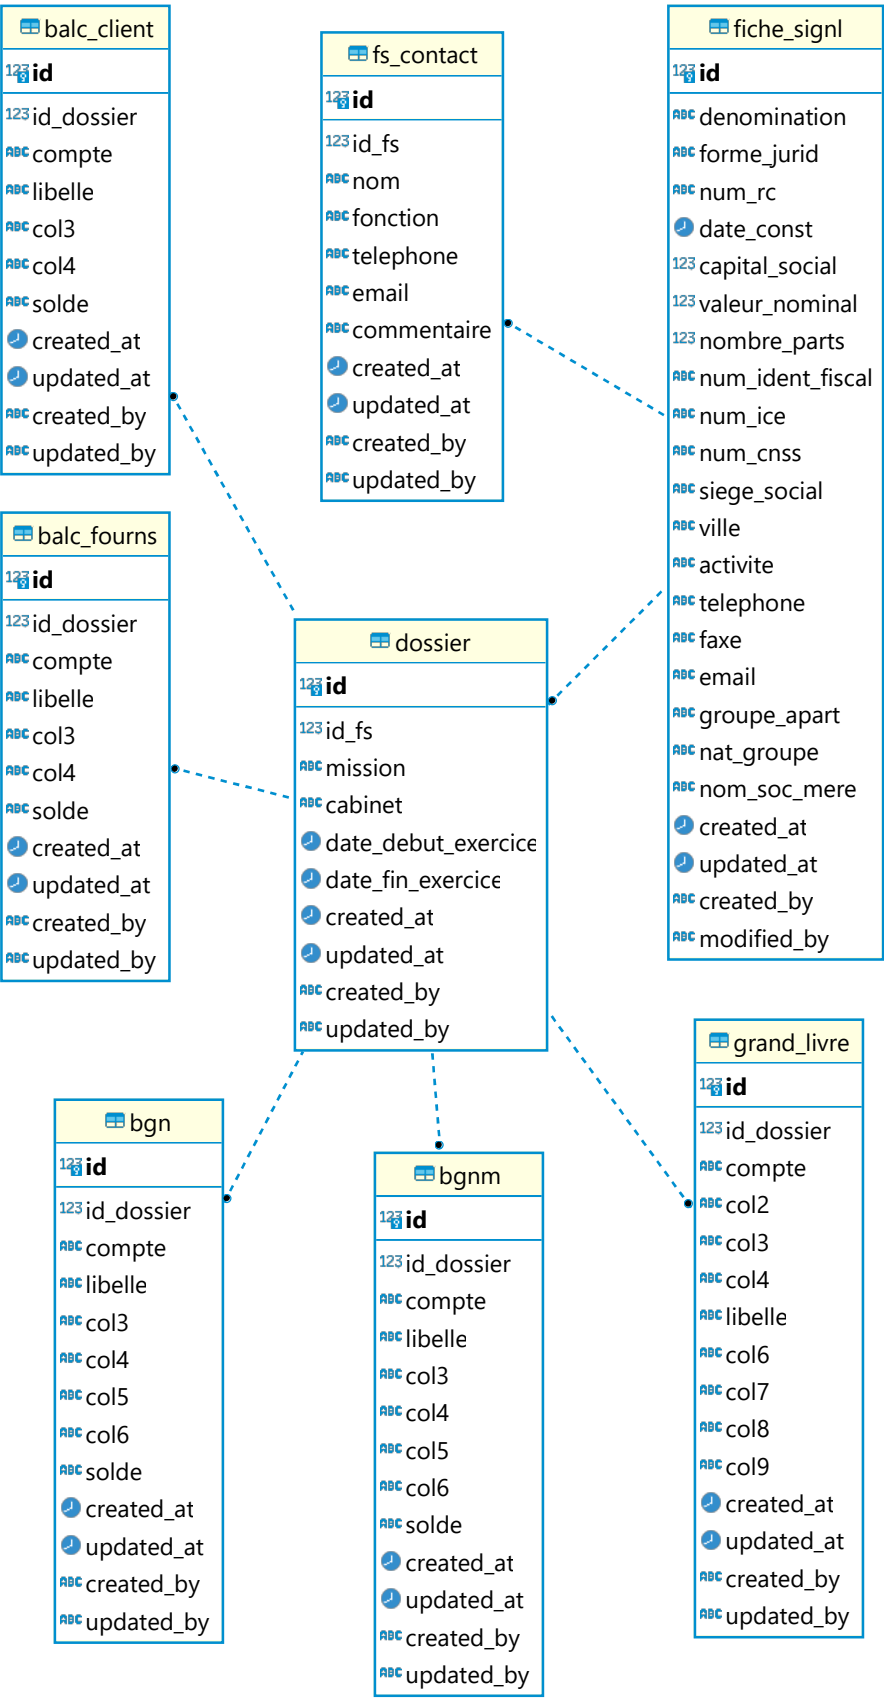 balc_client
id
id_dossier
compte
libelle
col3
col4
solde
created_at
updated_at
created_by
updated_by
fs_contact
id
id_fs
nom
fonction
telephone
email
commentaire
created_at
updated_at
created_by
updated_by
fiche_signl
id
denomination
forme_jurid
num_rc
date_const
capital_social
valeur_nominal
nombre_parts
num_ident_fiscal
num_ice
num_cnss
siege_social
ville
activite
telephone
faxe
email
groupe_apart
nat_groupe
nom_soc_mere
created_at
updated_at
created_by
modified_by
balc_fourns
id
id_dossier
compte
libelle
col3
col4
solde
created_at
updated_at
created_by
updated_by
dossier
id
id_fs
mission
cabinet
date_debut_exercice
date_fin_exercice
created_at
updated_at
created_by
updated_by
bgn
id
id_dossier
compte
libelle
col3
col4
col5
col6
solde
created_at
updated_at
created_by
updated_by
bgnm
id
id_dossier
compte
libelle
col3
col4
col5
col6
solde
created_at
updated_at
created_by
updated_by
grand_livre
id
id_dossier
compte
col2
col3
col4
libelle
col6
col7
col8
col9
created_at
updated_at
created_by
updated_by